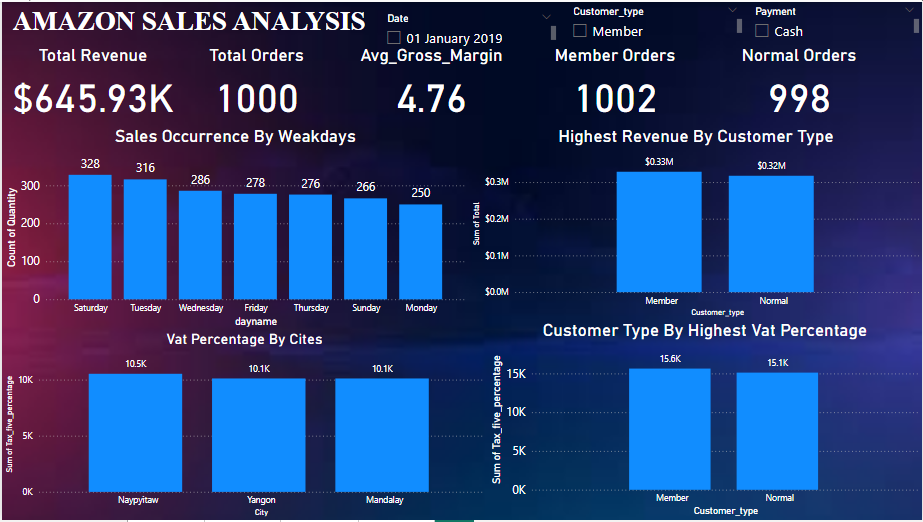 AMAZON SALES ANALYSIS
Date
01 January 2019
Customer_type
Member
Payment
Cash
Total Revenue
$645.93K
Total Orders
1000
Avg_Gross_Margin
4.76
Member Orders
1002
Normal Orders
998
Sales Occurrence By Weakdays
Count of Quantity
300
200
100
0
328
316
286
278
276
266
250
Saturday
Tuesday
Wednesday
Friday
Thursday
Sunday
Monday
dayname
Highest Revenue By Customer Type
Sum of Total
$0.3M
$0.2M
$0.1M
$0.0M
$0.33M
$0.32M
Member
Normal
Customer_type
Vat Percentage By Cites
Sum of Tax_five_percentage
10K
5K
0K
10.5K
10.1K
10.1K
Naypyitaw
Yangon
Mandalay
City
Customer Type By Highest Vat Percentage
Sum of Tax_five_percentage
15K
10K
5K
0K
15.6K
15.1K
Member
Normal
Customer_type